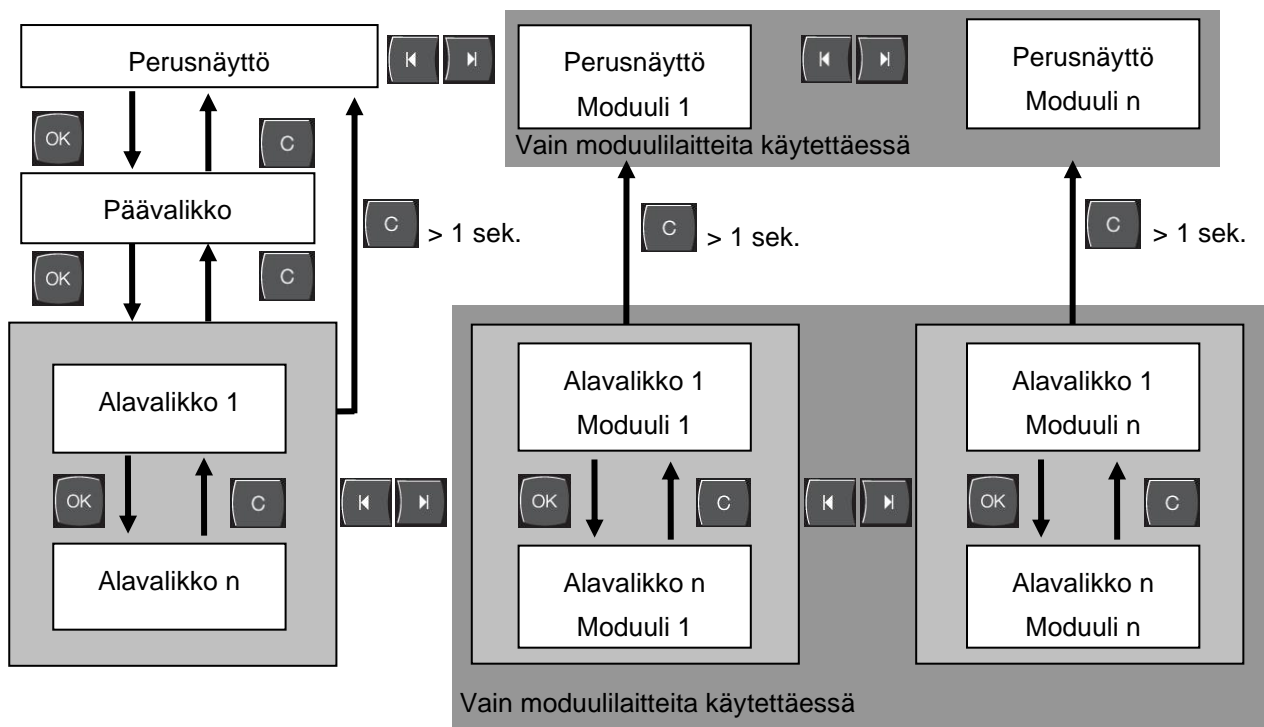 Perusnäyttö
Perusnäyttö
Moduuli 1
Perusnäyttö
Moduuli n
Vain moduulilaitteita käytettäessä
OK
C
Päävalikko
OK
C
C
> 1 sek.
C
> 1 sek.
C
> 1 sek.
Alavalikko 1
OK
C
Alavalikko n
Alavalikko 1
Moduuli 1
OK
C
Alavalikko n
Moduuli 1
Alavalikko 1
Moduuli n
OK
C
Alavalikko n
Moduuli n
Vain moduulilaitteita käytettäessä